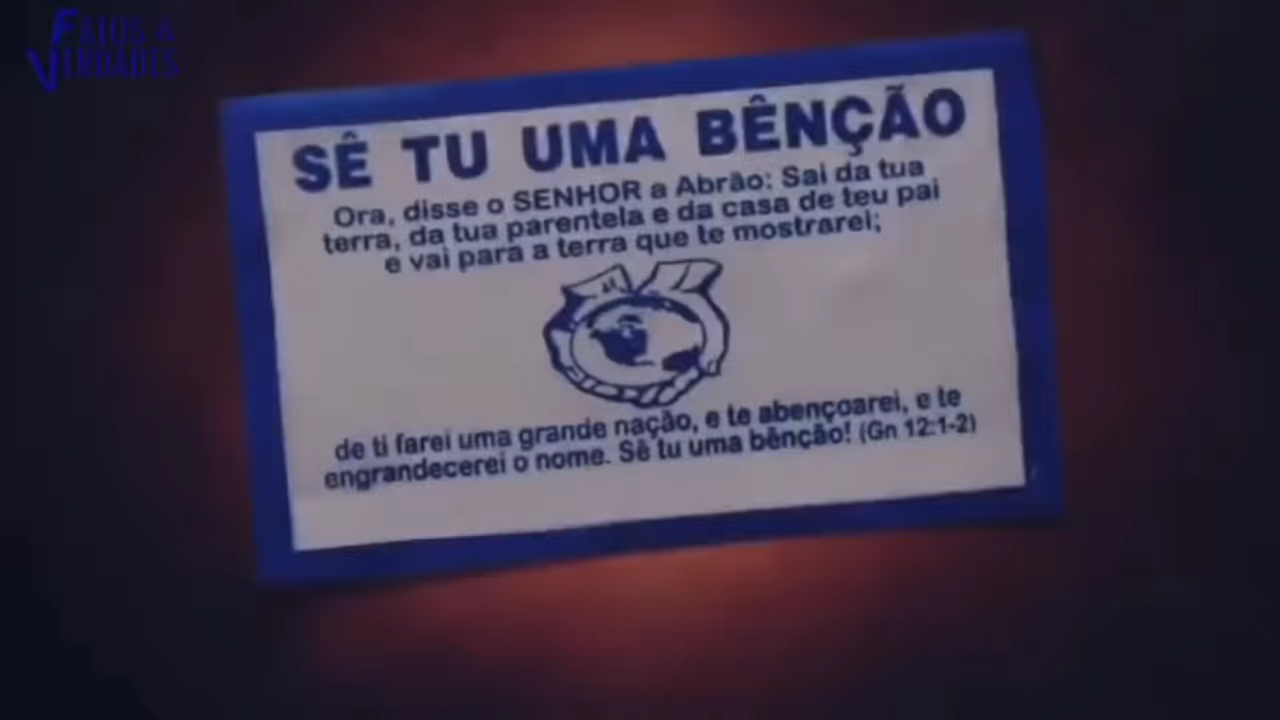 FATOS &
VERDADES
SÊ TU UMA BÊNÇÃO
Ora, disse o SENHOR a Abrão: Sai da tua
terra, da tua parentela e da casa de teu pai
e vai para a terra que te mostrarei;
de ti farei uma grande nação, e te abençoarei, e te
engrandecerei o nome. Sê tu uma bênção! (Gn 12:1-2)